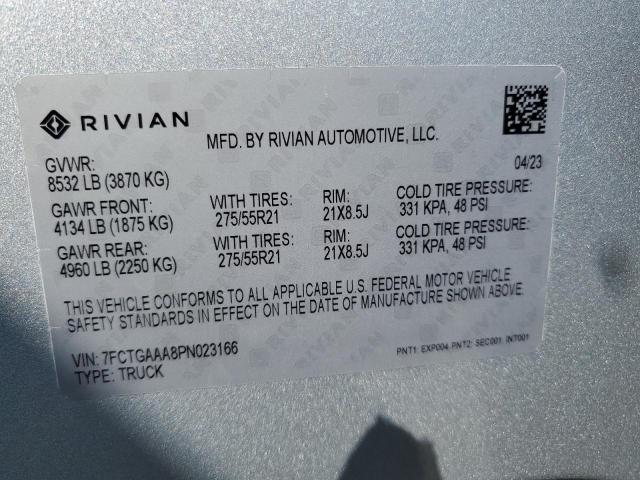 RIVIAN
MFD. BY RIVIAN AUTOMOTIVE, LLC.
04/23
GVWR:
8532 LB (3870 KG)
GAWR FRONT: WITH TIRES: RIM: COLD TIRE PRESSURE:
4134 LB (1875 KG) 275/55R21 21X8.5J 331 KPA, 48 PSI
GAWR REAR: WITH TIRES: RIM: COLD TIRE PRESSURE:
4960 LB (2250 KG) 275/55R21 21X8.5J 331 KPA, 48 PSI
THIS VEHICLE CONFORMS TO ALL APPLICABLE U.S. FEDERAL MOTOR VEHICLE
SAFETY STANDARDS IN EFFECT ON THE DATE OF MANUFACTURE SHOWN ABOVE.
VIN: 7FCTGAAA8PN023166
PNT1: EXP004 PNT2: SEC001 INT001
TYPE: TRUCK